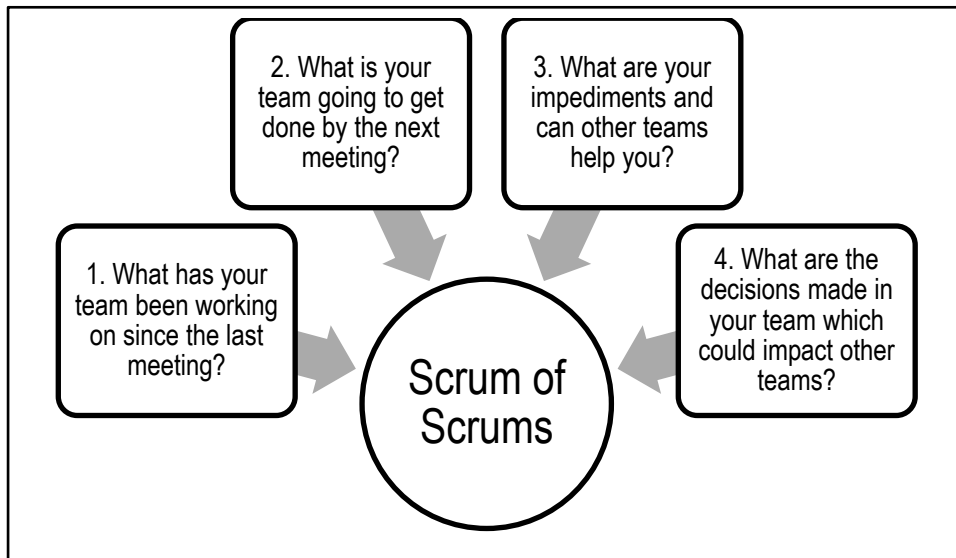 1. What has your
team been working
on since the last
meeting?
2. What is your
team going to get
done by the next
meeting?
3. What are your
impediments and
can other teams
help you?
4. What are the
decisions made in
your team which
could impact other
teams?
Scrum of
Scrums